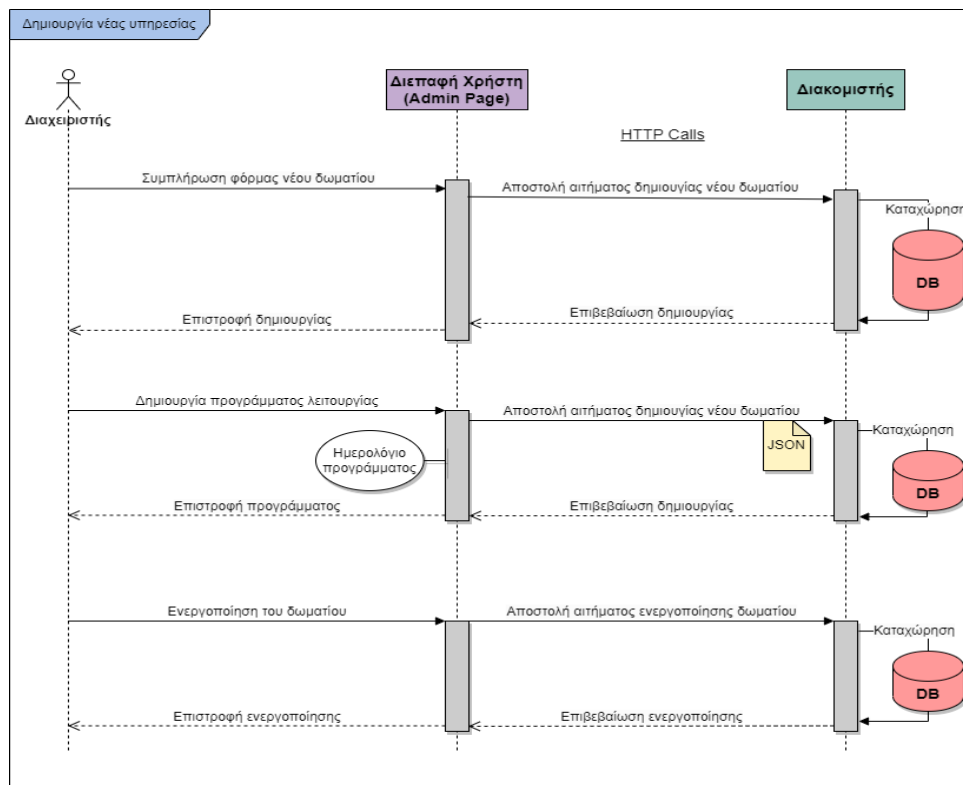 Δημιουργία νέας υπηρεσίας
Διαχειριστής
Διεπαφή Χρήστη
(Admin Page)
Διακομιστής
HTTP Calls
Συμπλήρωση φόρμας νέου δωματίου
Αποστολή αιτήματος δημιουγίας νέου δωματίου
Καταχώρηση
DB
Επιβεβαίωση δημιουργίας
Επιστροφή δημιουργίας
Δημιουργία προγράμματος λειτουργίας
Αποστολή αιτήματος δημιουγίας νέου δωματίου
Καταχώρηση
JSON
Ημερολόγιο
προγράμματος
DB
Επιστροφή προγράμματος
Επιβεβαίωση δημιουργίας
Ενεργοποίηση του δωματίου
Αποστολή αιτήματος ενεργοποίησης δωματίου
Καταχώρηση
DB
Επιστροφή ενεργοποίησης
Επιβεβαίωση ενεργοποίησης